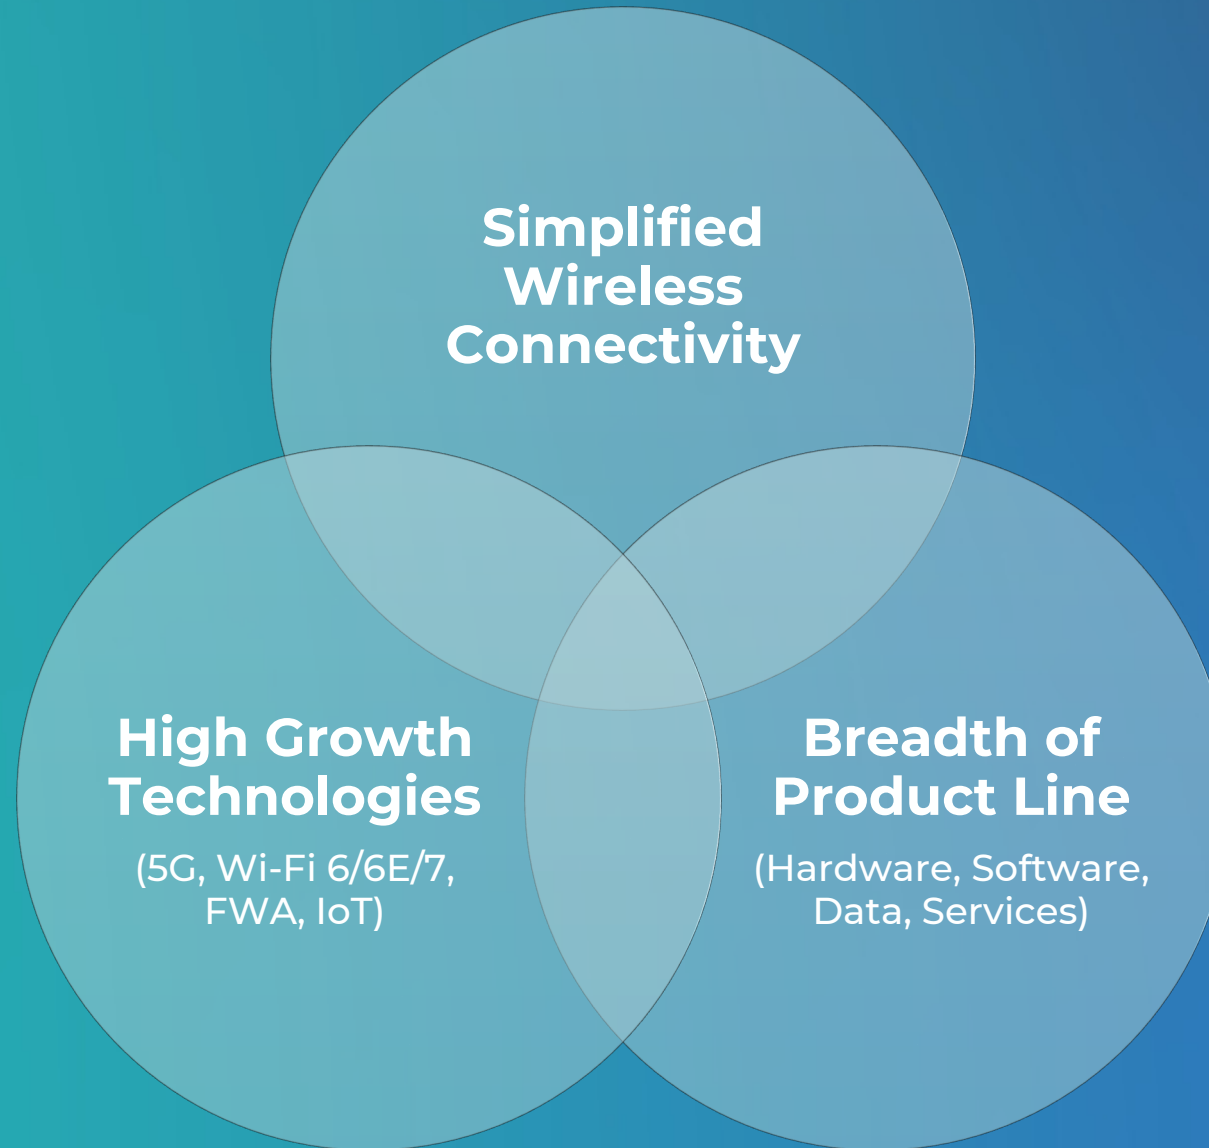 Simplified
Wireless
Connectivity
High Growth
Technologies
(5G, Wi-Fi 6/6E/7,
FWA, IoT)
Breadth of
Product Line
(Hardware, Software,
Data, Services)